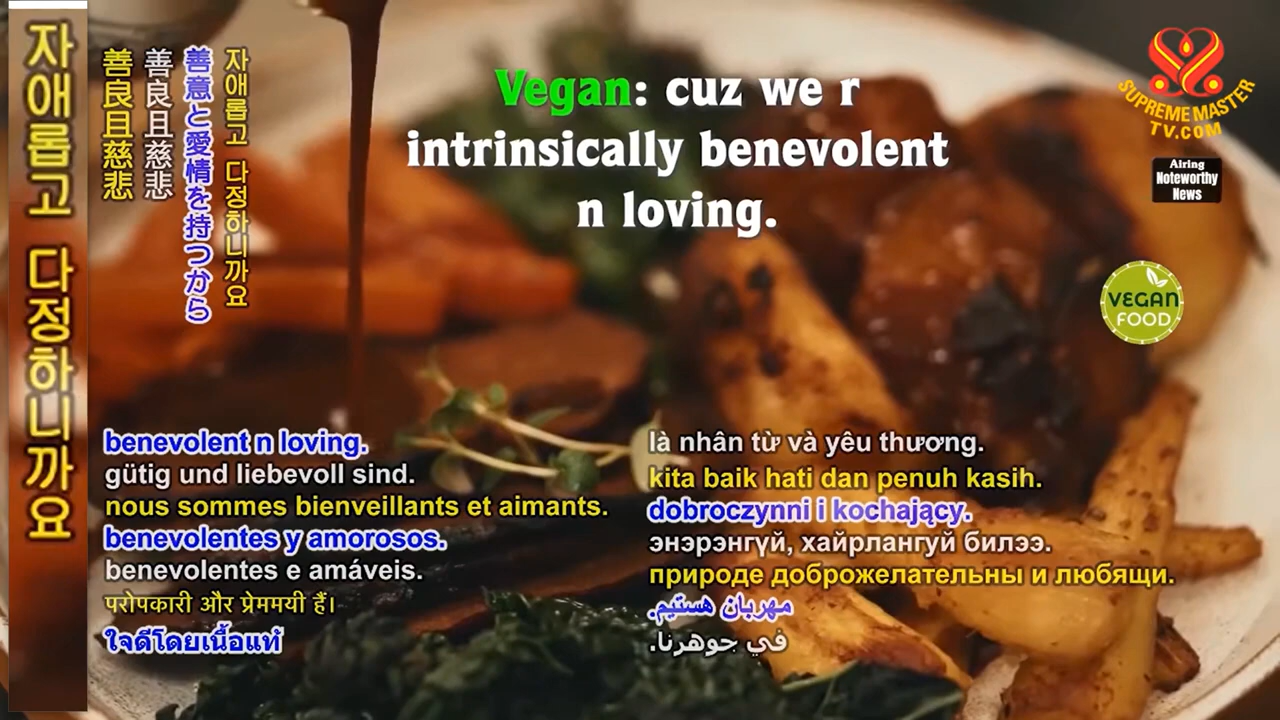 자애롭고 다정하니까요
善良且慈悲
善良且慈悲
善意と愛情を持つから
자애롭고 다정하니까요
Vegan: cuz we r
intrinsically benevolent
n loving.
SUPREME MASTER
TV.COM
Airing
Noteworthy
News
VEGAN
FOOD
benevolent n loving.
gütig und liebevoll sind.
nous sommes bienveillants et aimants.
benevolentes y amorosos.
benevolentes e amáveis.
परोपकारी और प्रेममयी हैं।
ใจดีโดยเนื้อแท้
là nhân từ và yêu thương.
kita baik hati dan penuh kasih.
dobroczynni i kochający.
энэрэнгүй, хайрлангуй билээ.
природе доброжелательны и любящи.
مهربان هستیم.
في جوهرنا.